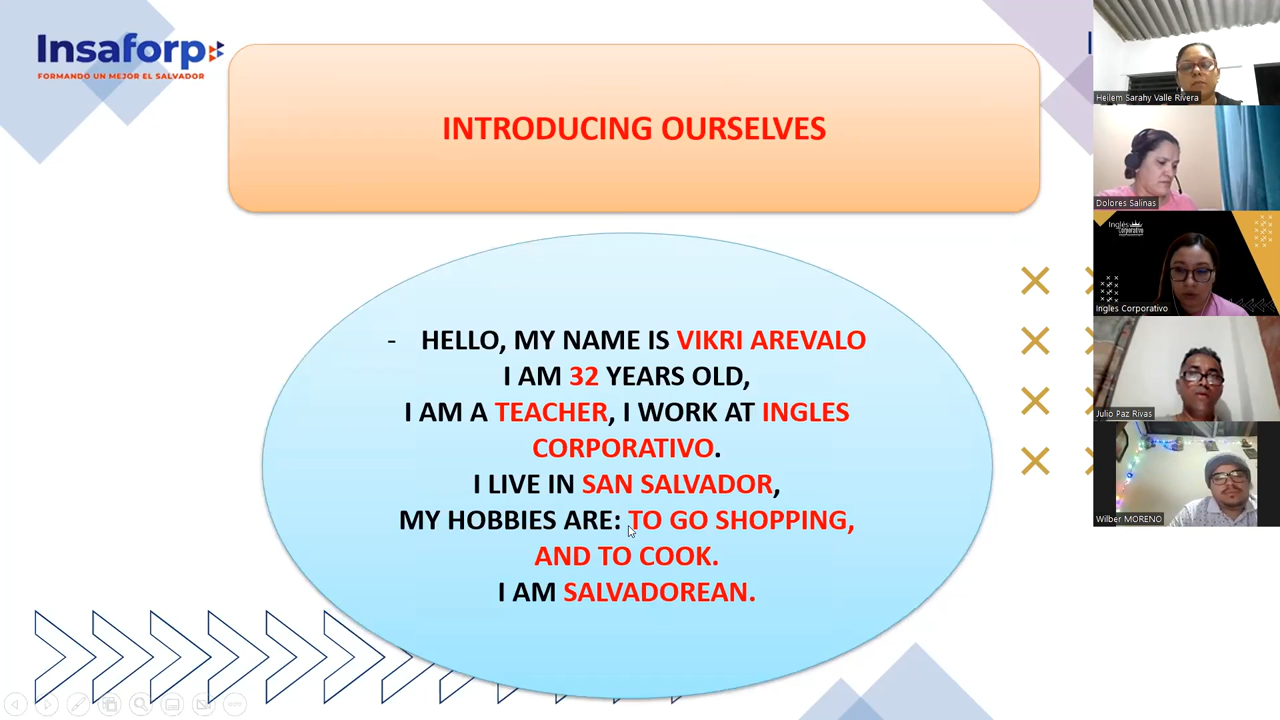 Insaforp
FORMANDO UN MEJOR EL SALVADOR
INTRODUCING OURSELVES
- HELLO, MY NAME IS VIKRI AREVALO
I AM 32 YEARS OLD,
I AM A TEACHER, I WORK AT INGLES
CORPORATIVO.
I LIVE IN SAN SALVADOR,
MY HOBBIES ARE: TO GO SHOPPING,
AND TO COOK.
I AM SALVADOREAN.
Heilem Sarahy Valle Rivera
Dolores Salinas
Inglés
Corporativo
Ingles Corporativo
Julio Paz Rivas
Wilber MORENO